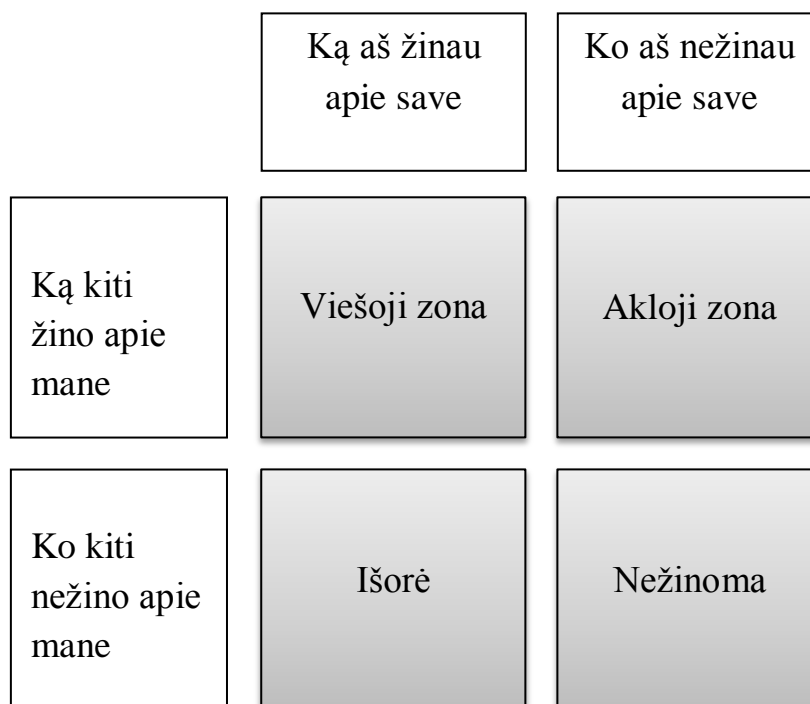 Ką aš žinau
apie save
Ko aš nežinau
apie save
Ką kiti
žino apie
mane
Viešoji zona
Akloji zona
Ko kiti
nežino apie
mane
Išorė
Nežinoma